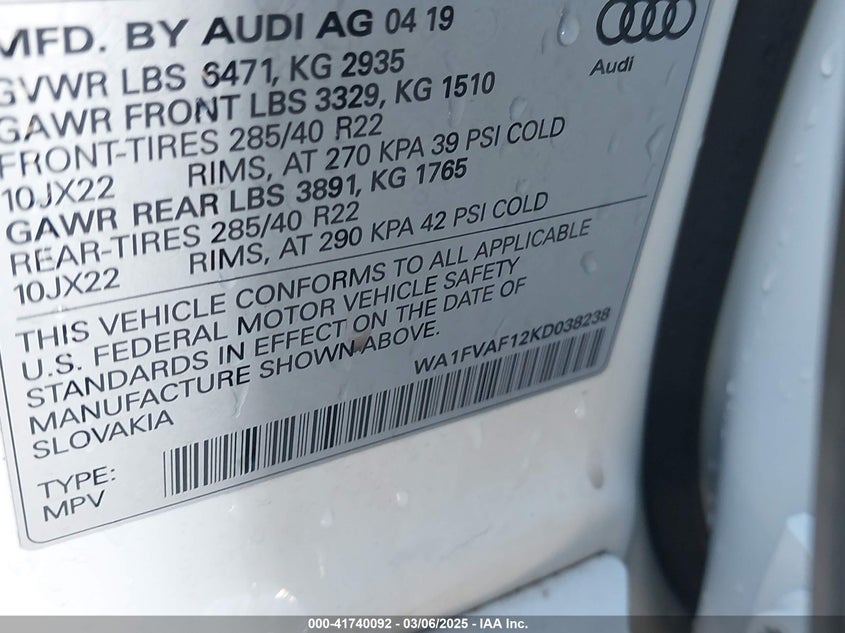 MFD. BY AUDI AG 04 19
Audi
GVWR LBS 6471, KG 2935
GAWR FRONT LBS 3329, KG 1510
FRONT-TIRES 285/40 R22
10JX22 RIMS, AT 270 KPA 39 PSI COLD
GAWR REAR LBS 3891, KG 1765
REAR-TIRES 285/40 R22
10JX22 RIMS, AT 290 KPA 42 PSI COLD
THIS VEHICLE CONFORMS TO ALL APPLICABLE
U.S. FEDERAL MOTOR VEHICLE SAFETY
STANDARDS IN EFFECT ON THE DATE OF
MANUFACTURE SHOWN ABOVE.
SLOVAKIA
WA1FVAF12KD038238
TYPE:
MPV
000-41740092 - 03/06/2025 - IAA Inc.